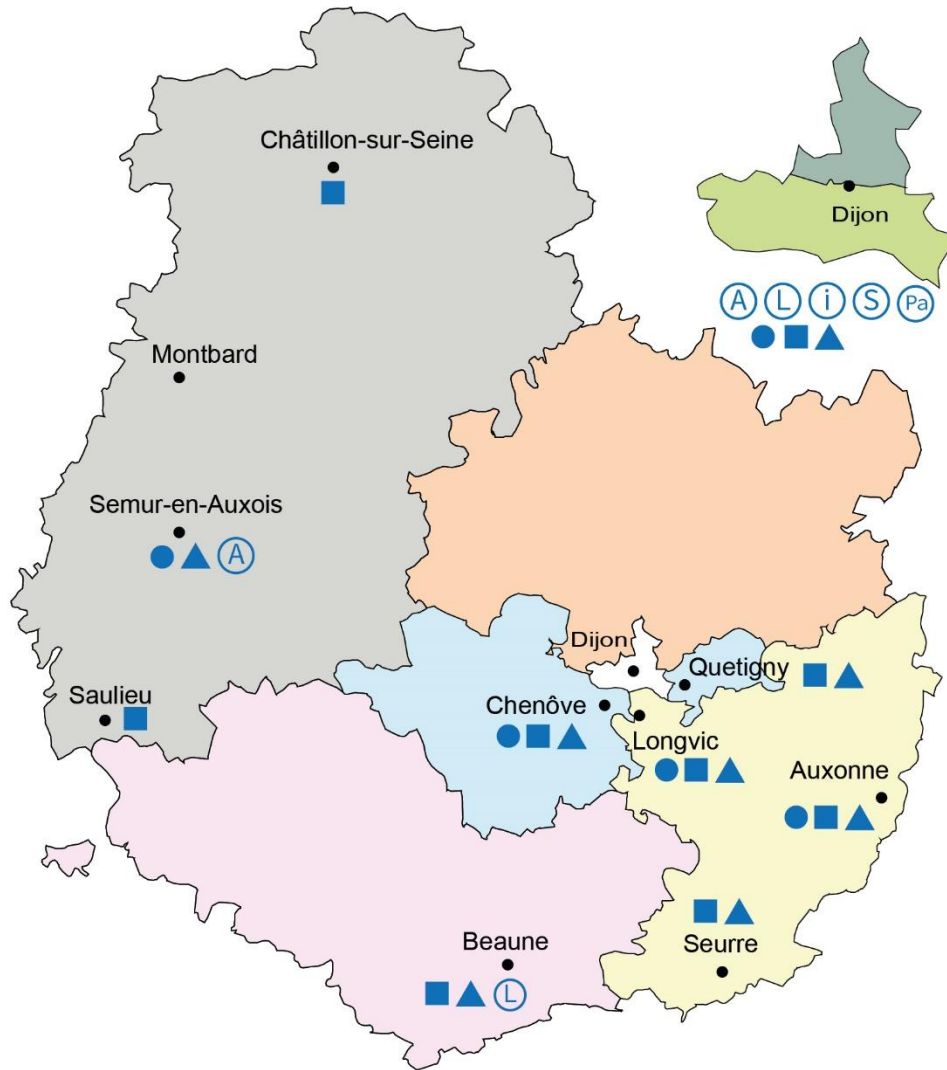 Châtillon-sur-Seine
Dijon
A L i S Pa
Montbard
Semur-en-Auxois
A
Dijon
Quetigny
Saulieu
Chenôve
Longvic
Auxonne
Beaune
Seurre
L